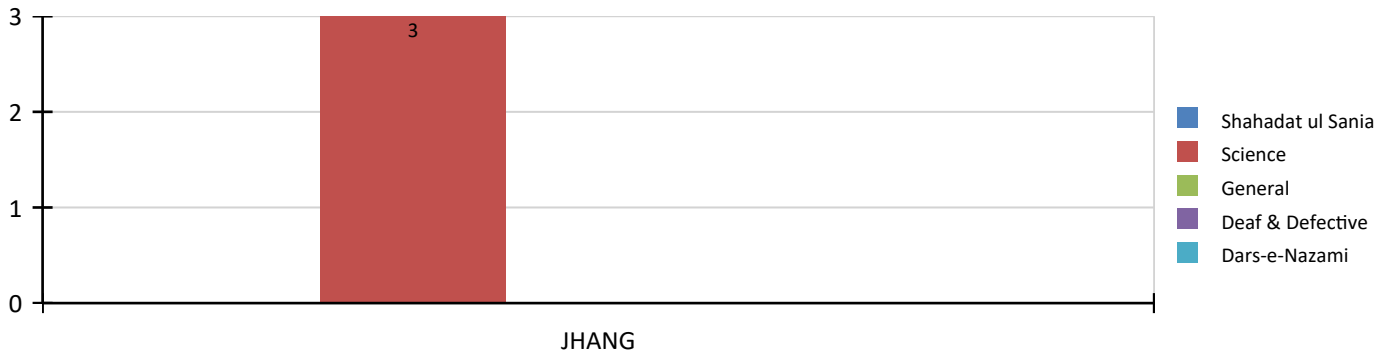 3
3
2
1
0
JHANG
Shahadat ul Sania
Science
General
Deaf & Defective
Dars-e-Nazami